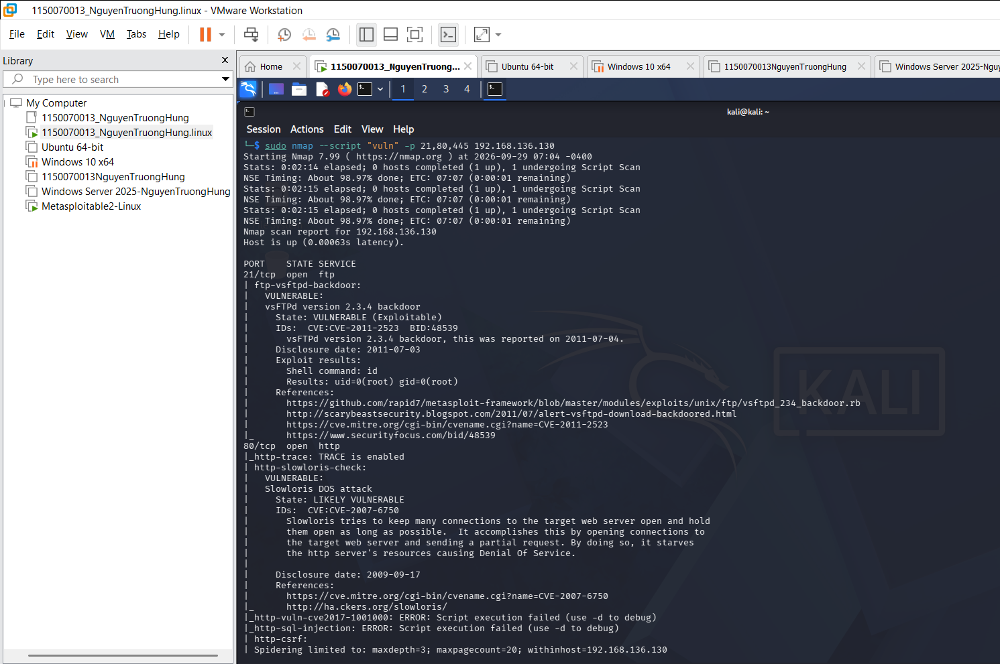 1150070013_NguyenTruongHung.linux - VMware Workstation
File Edit View VM Tabs Help
Library
Type here to search
My Computer
1150070013_NguyenTruongHung
1150070013_NguyenTruongHung.linux
Ubuntu 64-bit
Windows 10 x64
1150070013NguyenTruongHung
Windows Server 2025-NguyenTruongHung
Metasploitable2-Linux
Home 1150070013_NguyenTruong... Ubuntu 64-bit Windows 10 x64 1150070013NguyenTruongHung Windows Server 2025-Nguy
1 2 3 4
kali@kali: ~
Session Actions Edit View Help
└─$ sudo nmap --script "vuln" -p 21,80,445 192.168.136.130
Starting Nmap 7.99 ( https://nmap.org ) at 2026-09-29 07:04 -0400
Stats: 0:02:14 elapsed; 0 hosts completed (1 up), 1 undergoing Script Scan
NSE Timing: About 98.97% done; ETC: 07:07 (0:00:01 remaining)
Stats: 0:02:15 elapsed; 0 hosts completed (1 up), 1 undergoing Script Scan
NSE Timing: About 98.97% done; ETC: 07:07 (0:00:01 remaining)
Stats: 0:02:15 elapsed; 0 hosts completed (1 up), 1 undergoing Script Scan
NSE Timing: About 98.97% done; ETC: 07:07 (0:00:01 remaining)
Nmap scan report for 192.168.136.130
Host is up (0.00063s latency).
PORT STATE SERVICE
21/tcp open ftp
| ftp-vsftpd-backdoor:
| VULNERABLE:
| vsFTPd version 2.3.4 backdoor
| State: VULNERABLE (Exploitable)
| IDs: CVE:CVE-2011-2523 BID:48539
| vsFTPd version 2.3.4 backdoor, this was reported on 2011-07-04.
| Disclosure date: 2011-07-03
| Exploit results:
| Shell command: id
| Results: uid=0(root) gid=0(root)
| References:
| https://github.com/rapid7/metasploit-framework/blob/master/modules/exploits/unix/ftp/vsftpd_234_backdoor.rb
| http://scarybeastsecurity.blogspot.com/2011/07/alert-vsftpd-download-backdoored.html
| https://cve.mitre.org/cgi-bin/cvename.cgi?name=CVE-2011-2523
|_ https://www.securityfocus.com/bid/48539
80/tcp open http
|_http-trace: TRACE is enabled
| http-slowloris-check:
| VULNERABLE:
| Slowloris DOS attack
| State: LIKELY VULNERABLE
| IDs: CVE:CVE-2007-6750
| Slowloris tries to keep many connections to the target web server open and hold
| them open as long as possible. It accomplishes this by opening connections to
| the target web server and sending a partial request. By doing so, it starves
| the http server's resources causing Denial Of Service.
|
| Disclosure date: 2009-09-17
| References:
| https://cve.mitre.org/cgi-bin/cvename.cgi?name=CVE-2007-6750
|_ http://ha.ckers.org/slowloris/
|_http-vuln-cve2017-1001000: ERROR: Script execution failed (use -d to debug)
|_http-sql-injection: ERROR: Script execution failed (use -d to debug)
| http-csrf:
| Spidering limited to: maxdepth=3; maxpagecount=20; withinhost=192.168.136.130
KALI